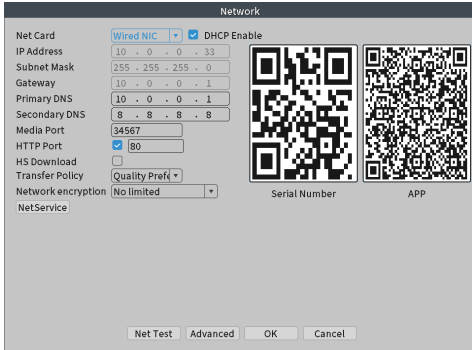 Network
Net Card Wired NIC DHCP Enable
IP Address 10 . 0 . 0 . 33
Subnet Mask 255 . 255 . 255 . 0
Gateway 10 . 0 . 0 . 1
Primary DNS 10 . 0 . 0 . 1
Secondary DNS 8 . 8 . 8 . 8
Media Port 34567
HTTP Port 80
HS Download
Transfer Policy Quality Prefe
Network encryption No limited
NetService
Serial Number APP
Net Test Advanced OK Cancel